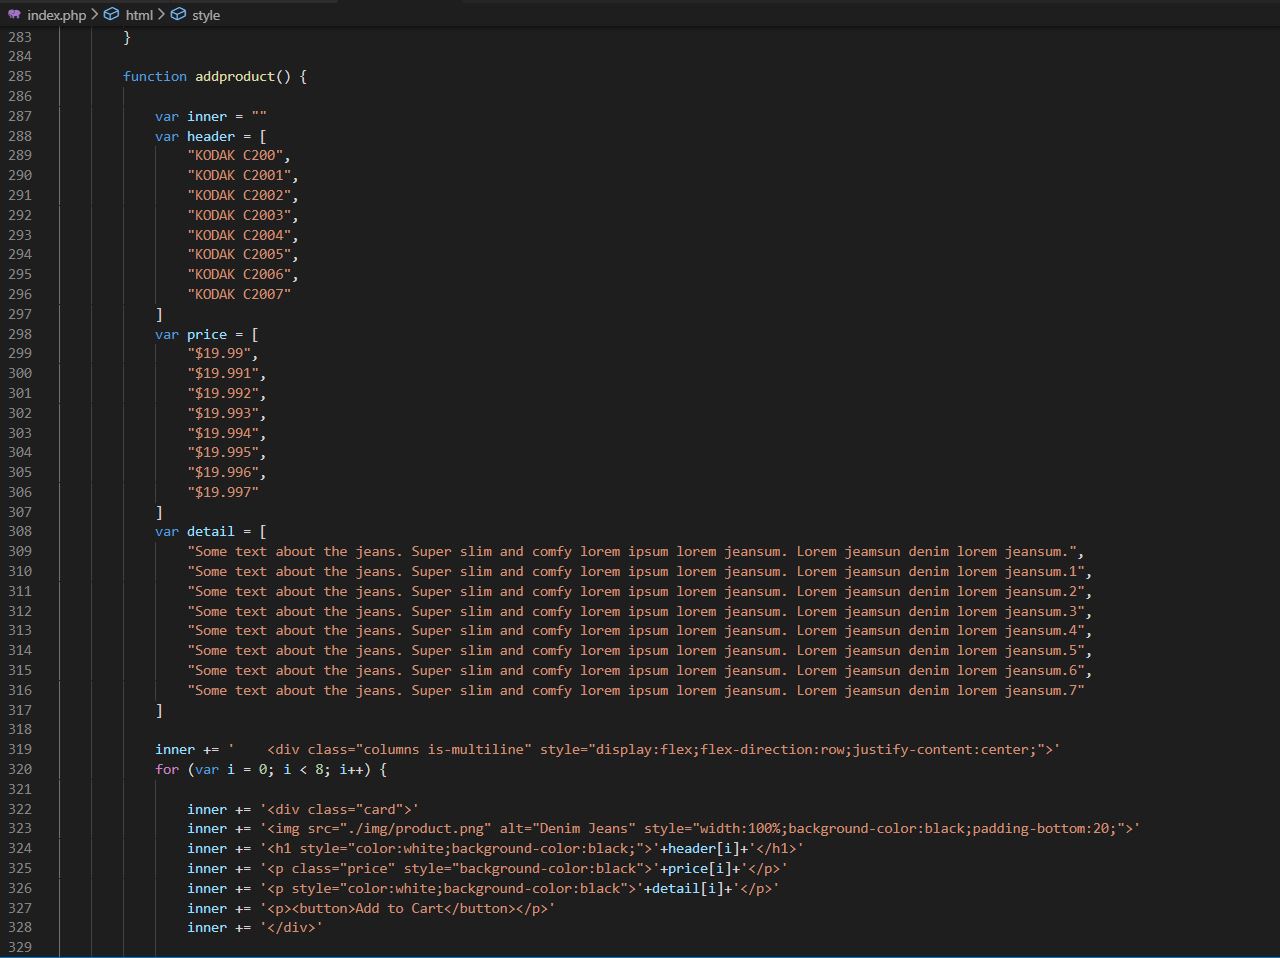 index.php > html > style
283 }
284
285 function addproduct() {
286
287 var inner = ""
288 var header = [
289 "KODAK C200",
290 "KODAK C2001",
291 "KODAK C2002",
292 "KODAK C2003",
293 "KODAK C2004",
294 "KODAK C2005",
295 "KODAK C2006",
296 "KODAK C2007"
297 ]
298 var price = [
299 "$19.99",
300 "$19.991",
301 "$19.992",
302 "$19.993",
303 "$19.994",
304 "$19.995",
305 "$19.996",
306 "$19.997"
307 ]
308 var detail = [
309 "Some text about the jeans. Super slim and comfy lorem ipsum lorem jeansum. Lorem jeamsun denim lorem jeansum.",
310 "Some text about the jeans. Super slim and comfy lorem ipsum lorem jeansum. Lorem jeamsun denim lorem jeansum.1",
311 "Some text about the jeans. Super slim and comfy lorem ipsum lorem jeansum. Lorem jeamsun denim lorem jeansum.2",
312 "Some text about the jeans. Super slim and comfy lorem ipsum lorem jeansum. Lorem jeamsun denim lorem jeansum.3",
313 "Some text about the jeans. Super slim and comfy lorem ipsum lorem jeansum. Lorem jeamsun denim lorem jeansum.4",
314 "Some text about the jeans. Super slim and comfy lorem ipsum lorem jeansum. Lorem jeamsun denim lorem jeansum.5",
315 "Some text about the jeans. Super slim and comfy lorem ipsum lorem jeansum. Lorem jeamsun denim lorem jeansum.6",
316 "Some text about the jeans. Super slim and comfy lorem ipsum lorem jeansum. Lorem jeamsun denim lorem jeansum.7"
317 ]
318
319 inner += '    <div class="columns is-multiline" style="display:flex;flex-direction:row;justify-content:center;">'
320 for (var i = 0; i < 8; i++) {
321
322 inner += '<div class="card">'
323 inner += '<img src="./img/product.png" alt="Denim Jeans" style="width:100%;background-color:black;padding-bottom:20;">'
324 inner += '<h1 style="color:white;background-color:black;">'+header[i]+'</h1>'
325 inner += '<p class="price" style="background-color:black">'+price[i]+'</p>'
326 inner += '<p style="color:white;background-color:black">'+detail[i]+'</p>'
327 inner += '<p><button>Add to Cart</button></p>'
328 inner += '</div>'
329